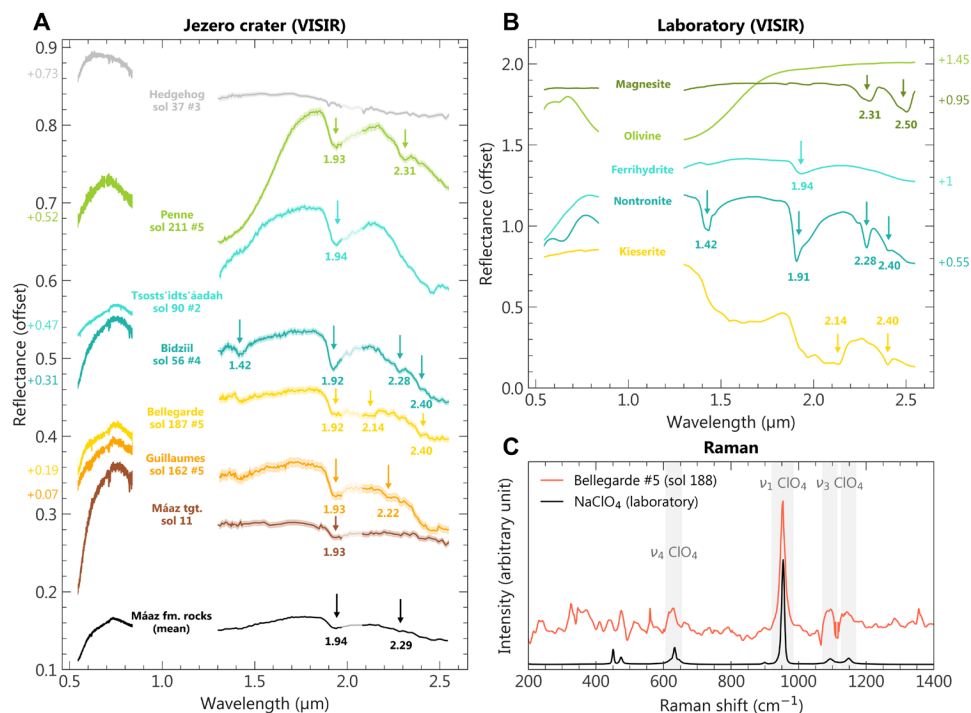 A
Jezero crater (VISIR)
0.9
0.8
0.7
0.6
0.5
0.4
0.3
0.2
0.1
Reflectance (offset)
+0.73
+0.52
+0.47
+0.31
+0.19
+0.07
Hedgehog
sol 37 #3
1.93
2.31
Penne
sol 211 #5
1.94
Tsosts'idts'áadah
sol 90 #2
Bidziil
sol 56 #4
1.42
1.92
2.28
2.40
Bellegarde
sol 187 #5
1.92
2.14
2.40
Guillaumes
sol 162 #5
1.93
2.22
Máaz tgt.
sol 11
1.93
Máaz fm. rocks
(mean)
1.94
2.29
0.5
1.0
1.5
2.0
2.5
Wavelength (µm)
B
Laboratory (VISIR)
2.0
1.5
1.0
0.5
0.0
Reflectance (offset)
+1.45
+0.95
+1
+0.55
Magnesite
2.31
2.50
Olivine
Ferrihydrite
1.94
Nontronite
1.42
1.91
2.28
2.40
Kieserite
2.14
2.40
0.5
1.0
1.5
2.0
2.5
Wavelength (µm)
C
Raman
Bellegarde #5 (sol 188)
NaClO₄ (laboratory)
ν₁ ClO₄
ν₃ ClO₄
ν₄ ClO₄
Intensity (arbitrary unit)
200
400
600
800
1000
1200
1400
Raman shift (cm⁻¹)